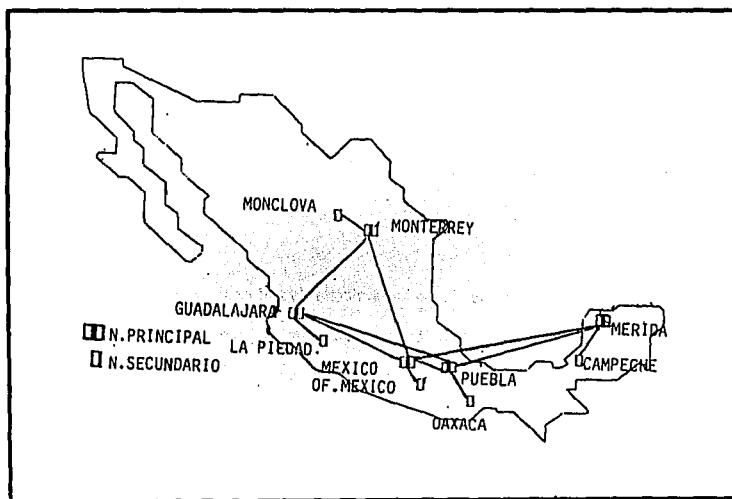 MONCLOVA
MONTERREY
GUADALAJARA
MERIDA
N.PRINCIPAL
LA PIEDAD.
N.SECUNDARIO
MEXICO
CAMPECHE
PUEBLA
OF.MEXICO
OAXACA